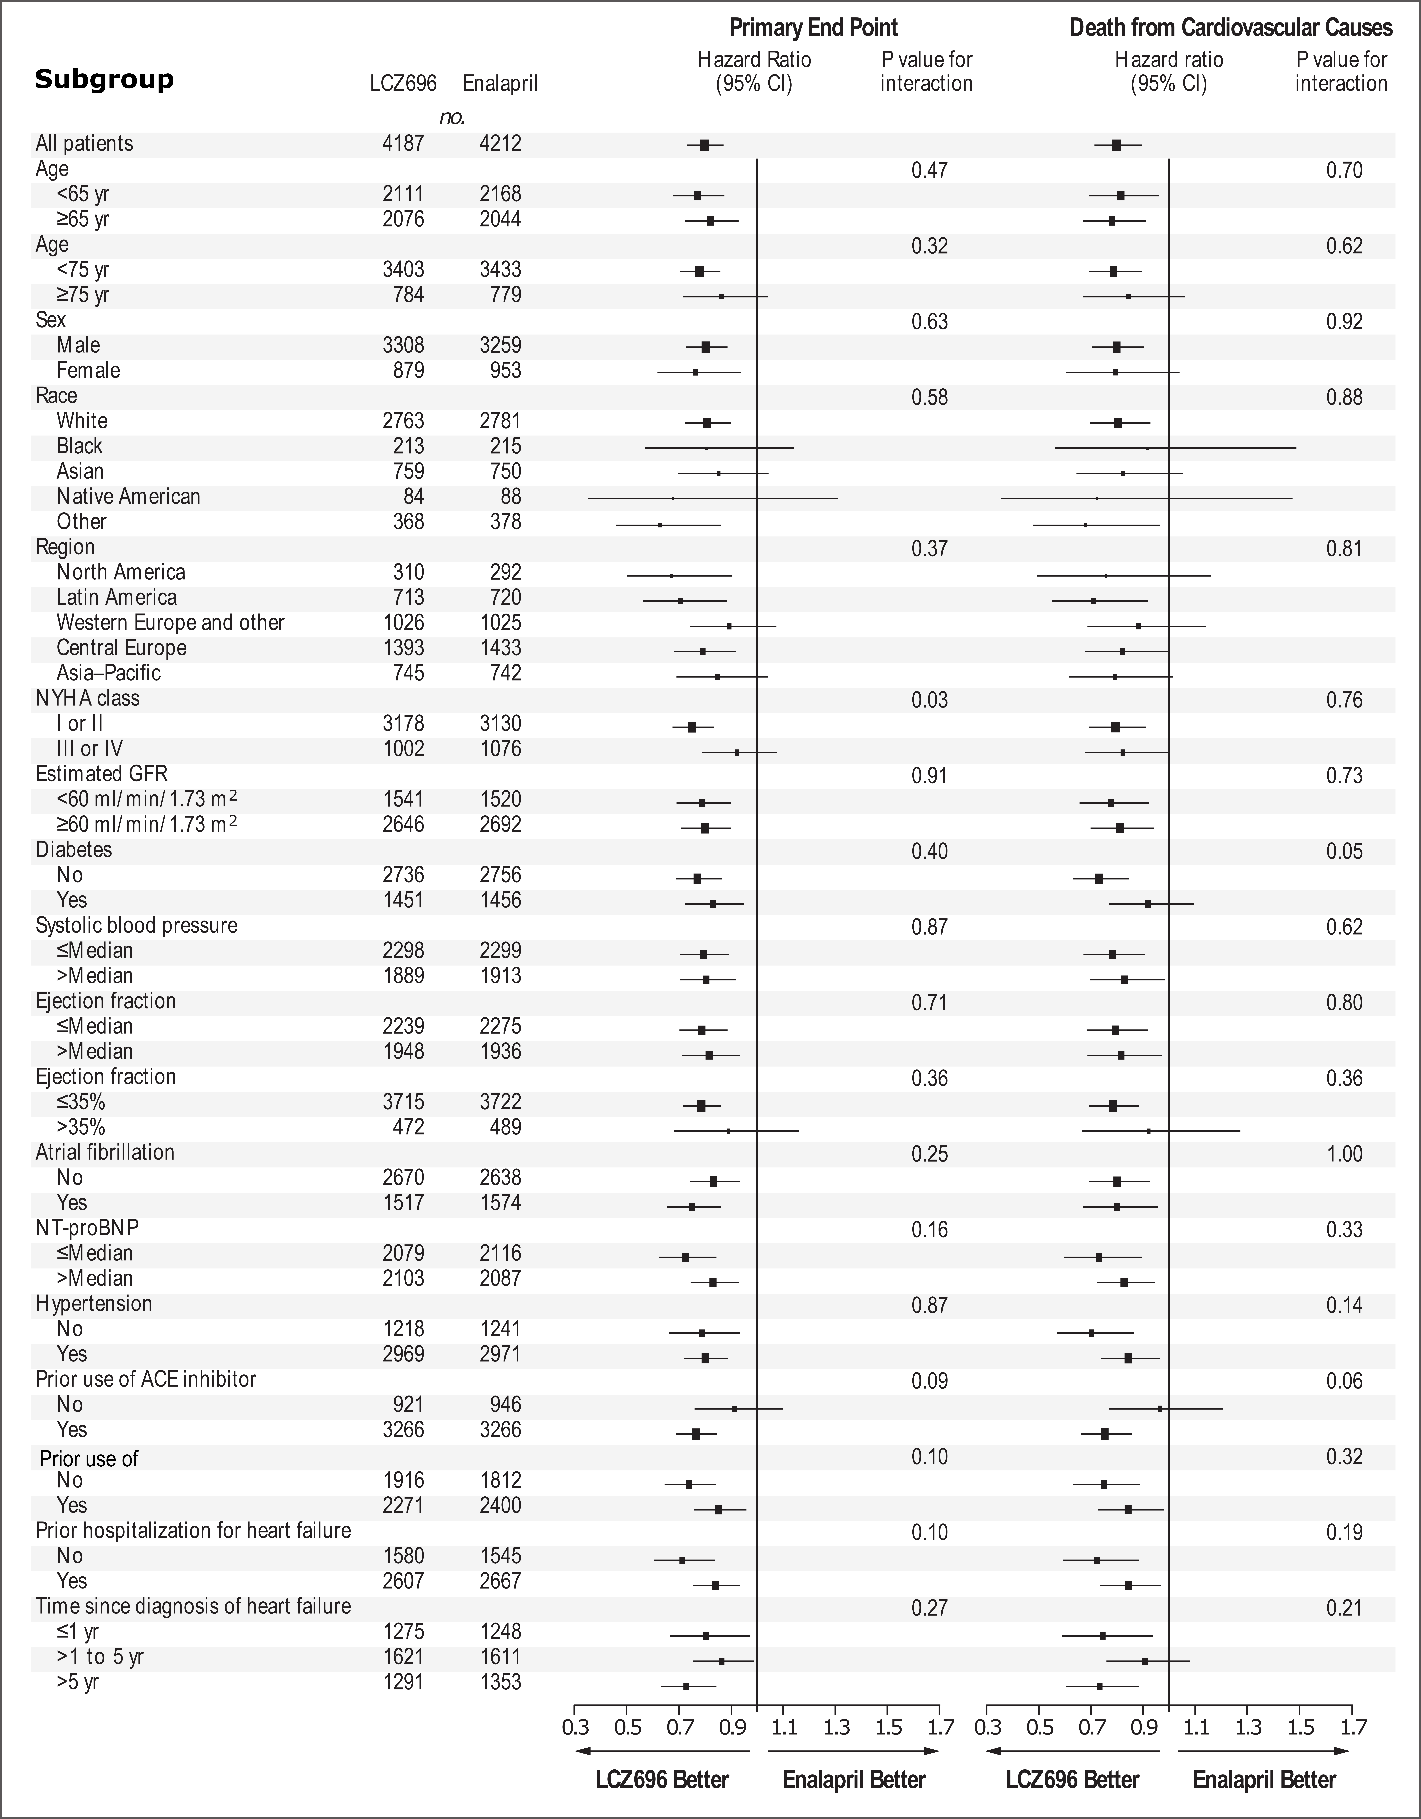 Primary End Point Death from Cardiovascular Causes
Subgroup LCZ696 Enalapril Hazard Ratio (95% CI) P value for interaction Hazard ratio (95% CI) P value for interaction
no.
All patients 4187 4212
Age 0.47 0.70
<65 yr 2111 2168
≥65 yr 2076 2044
Age 0.32 0.62
<75 yr 3403 3433
≥75 yr 784 779
Sex 0.63 0.92
Male 3308 3259
Female 879 953
Race 0.58 0.88
White 2763 2781
Black 213 215
Asian 759 750
Native American 84 88
Other 368 378
Region 0.37 0.81
North America 310 292
Latin America 713 720
Western Europe and other 1026 1025
Central Europe 1393 1433
Asia–Pacific 745 742
NYHA class 0.03 0.76
I or II 3178 3130
III or IV 1002 1076
Estimated GFR 0.91 0.73
<60 ml/min/1.73 m² 1541 1520
≥60 ml/min/1.73 m² 2646 2692
Diabetes 0.40 0.05
No 2736 2756
Yes 1451 1456
Systolic blood pressure 0.87 0.62
≤Median 2298 2299
>Median 1889 1913
Ejection fraction 0.71 0.80
≤Median 2239 2275
>Median 1948 1936
Ejection fraction 0.36 0.36
≤35% 3715 3722
>35% 472 489
Atrial fibrillation 0.25 1.00
No 2670 2638
Yes 1517 1574
NT-proBNP 0.16 0.33
≤Median 2079 2116
>Median 2103 2087
Hypertension 0.87 0.14
No 1218 1241
Yes 2969 2971
Prior use of ACE inhibitor 0.09 0.06
No 921 946
Yes 3266 3266
Prior use of 0.10 0.32
No 1916 1812
Yes 2271 2400
Prior hospitalization for heart failure 0.10 0.19
No 1580 1545
Yes 2607 2667
Time since diagnosis of heart failure 0.27 0.21
≤1 yr 1275 1248
>1 to 5 yr 1621 1611
>5 yr 1291 1353
0.3 0.5 0.7 0.9 1.1 1.3 1.5 1.7 0.3 0.5 0.7 0.9 1.1 1.3 1.5 1.7
LCZ696 Better Enalapril Better LCZ696 Better Enalapril Better